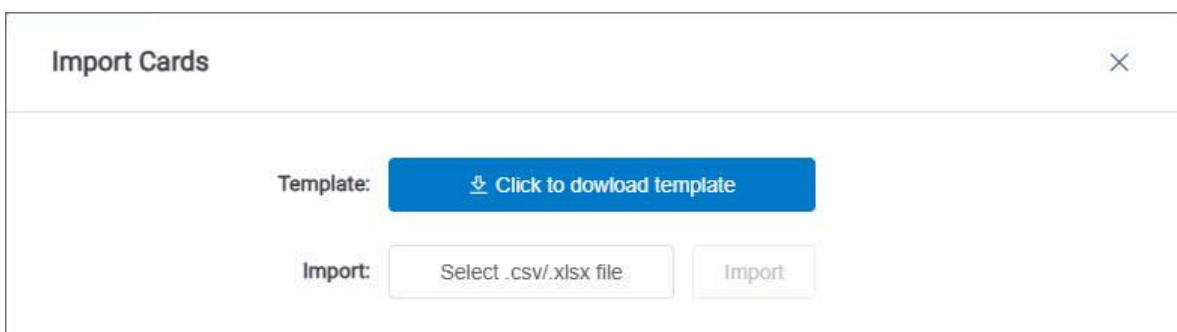 Import Cards
Template:
Click to dowload template
Import:
Select .csv/.xlsx file
Import